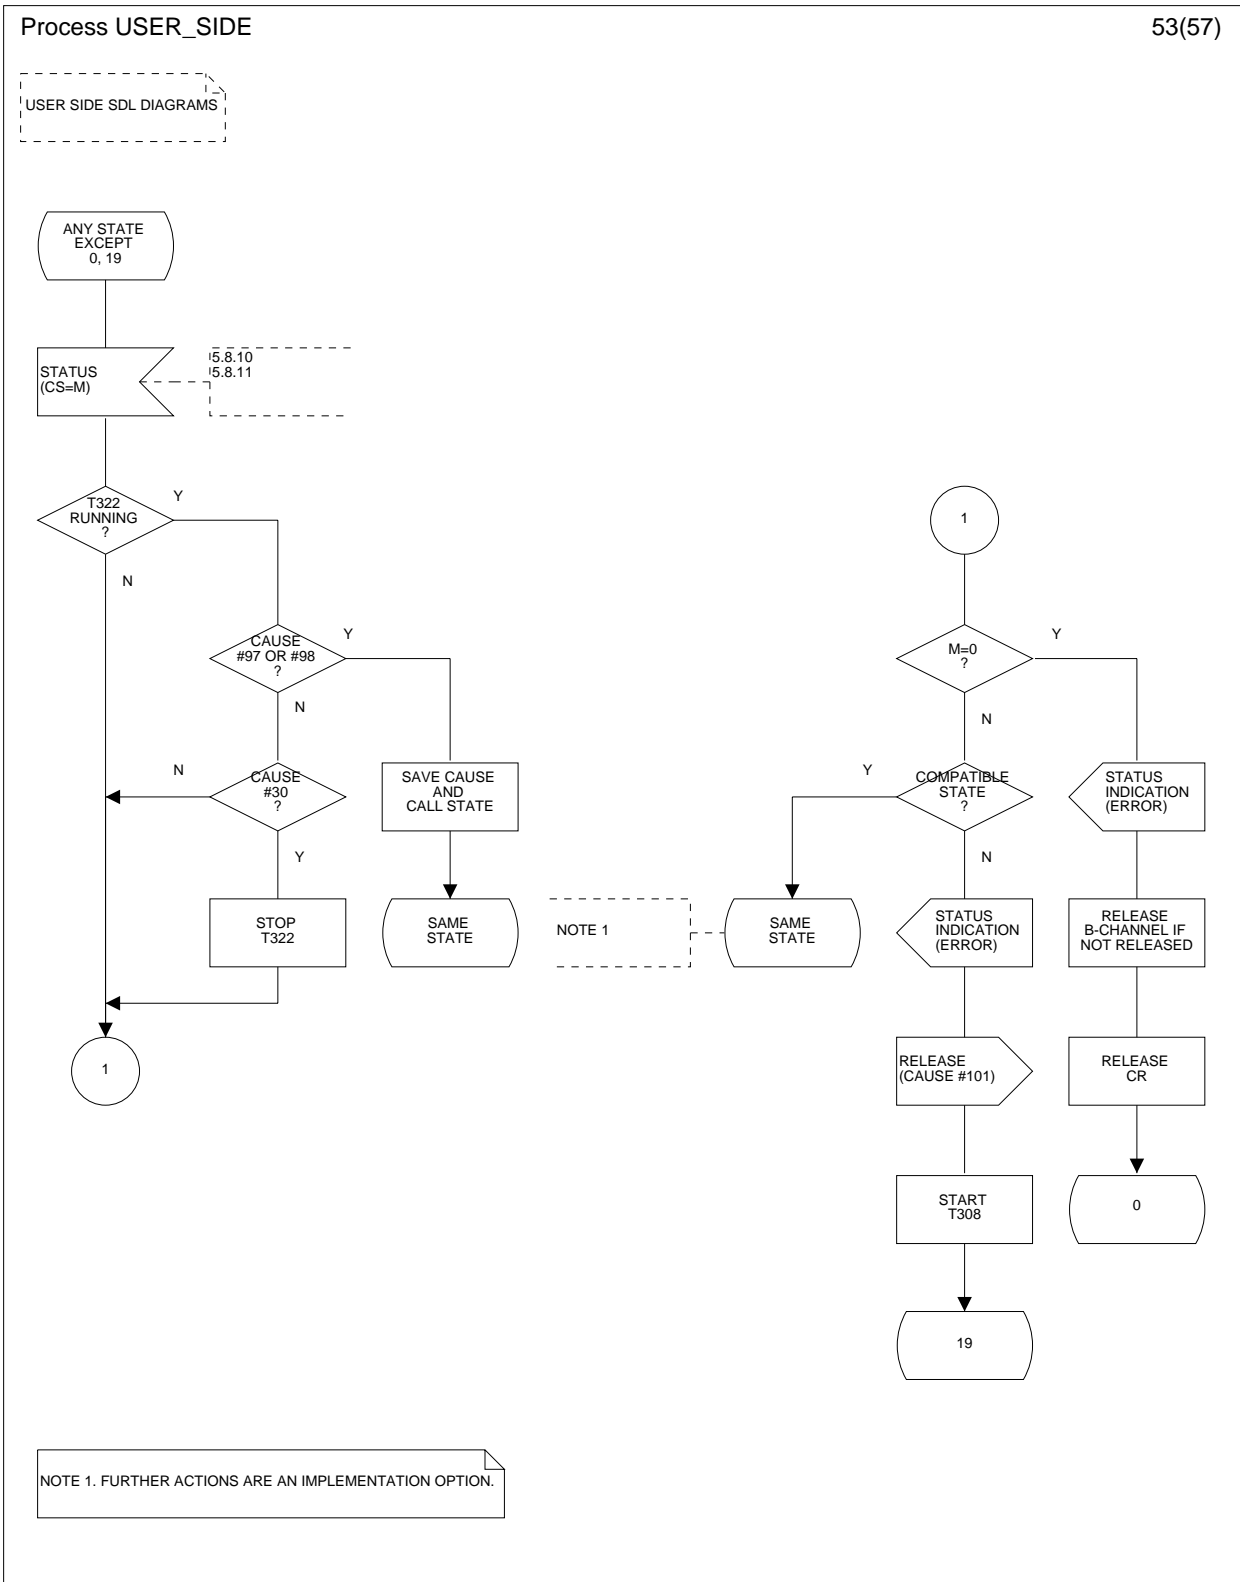 Process USER_SIDE
53(57)
USER SIDE SDL DIAGRAMS
ANY STATE
EXCEPT
0, 19
STATUS
(CS=M)
5.8.10
5.8.11
T322
RUNNING
?
Y
N
CAUSE
#97 OR #98
?
Y
N
CAUSE
#30
?
N
Y
SAVE CAUSE
AND
CALL STATE
STOP
T322
SAME
STATE
1
NOTE 1
1
M=0
?
Y
N
COMPATIBLE
STATE
?
Y
N
STATUS
INDICATION
(ERROR)
SAME
STATE
STATUS
INDICATION
(ERROR)
RELEASE
B-CHANNEL IF
NOT RELEASED
RELEASE
(CAUSE #101)
RELEASE
CR
START
T308
0
19
NOTE 1. FURTHER ACTIONS ARE AN IMPLEMENTATION OPTION.